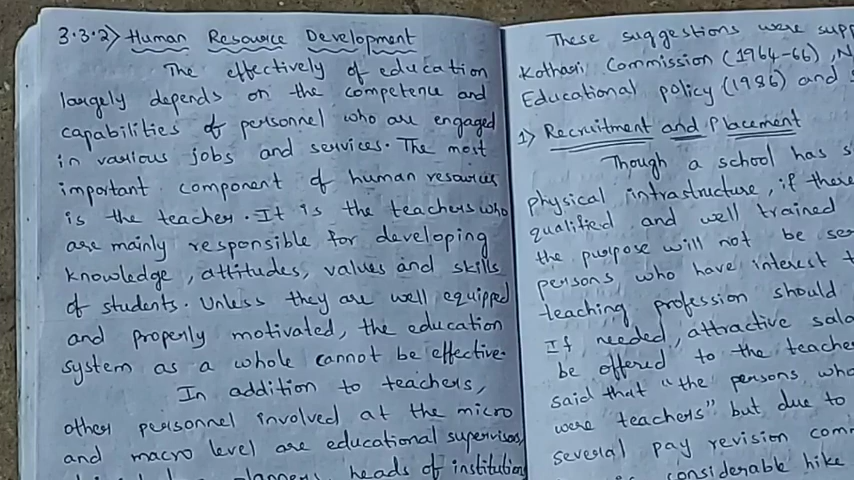 3.3.2) Human Resource Development
The effectively of education
largely depends on the competence and
capabilities of personnel who are engaged
in various jobs and services. The most
important component of human resources
is the teacher. It is the teachers who
are mainly responsible for developing
knowledge, attitudes, values and skills
of students. Unless they are well equipped
and properly motivated, the education
system as a whole cannot be effective.
In addition to teachers,
other personnel involved at the micro
and macro level are educational supervisors,
planners, heads of institutions
These suggestions were supp
Kothari Commission (1964-66), N
Educational policy (1986) and s
1) Recruitment and Placement
Though a school has s
physical intrastructure, if there
qualified and well trained
the purpose will not be ser
persons who have interest t
teaching profession should
If needed, attractive sala
be offered to the teache
said that "the persons who
were teachers" but due to
several pay revision comm
considerable hike